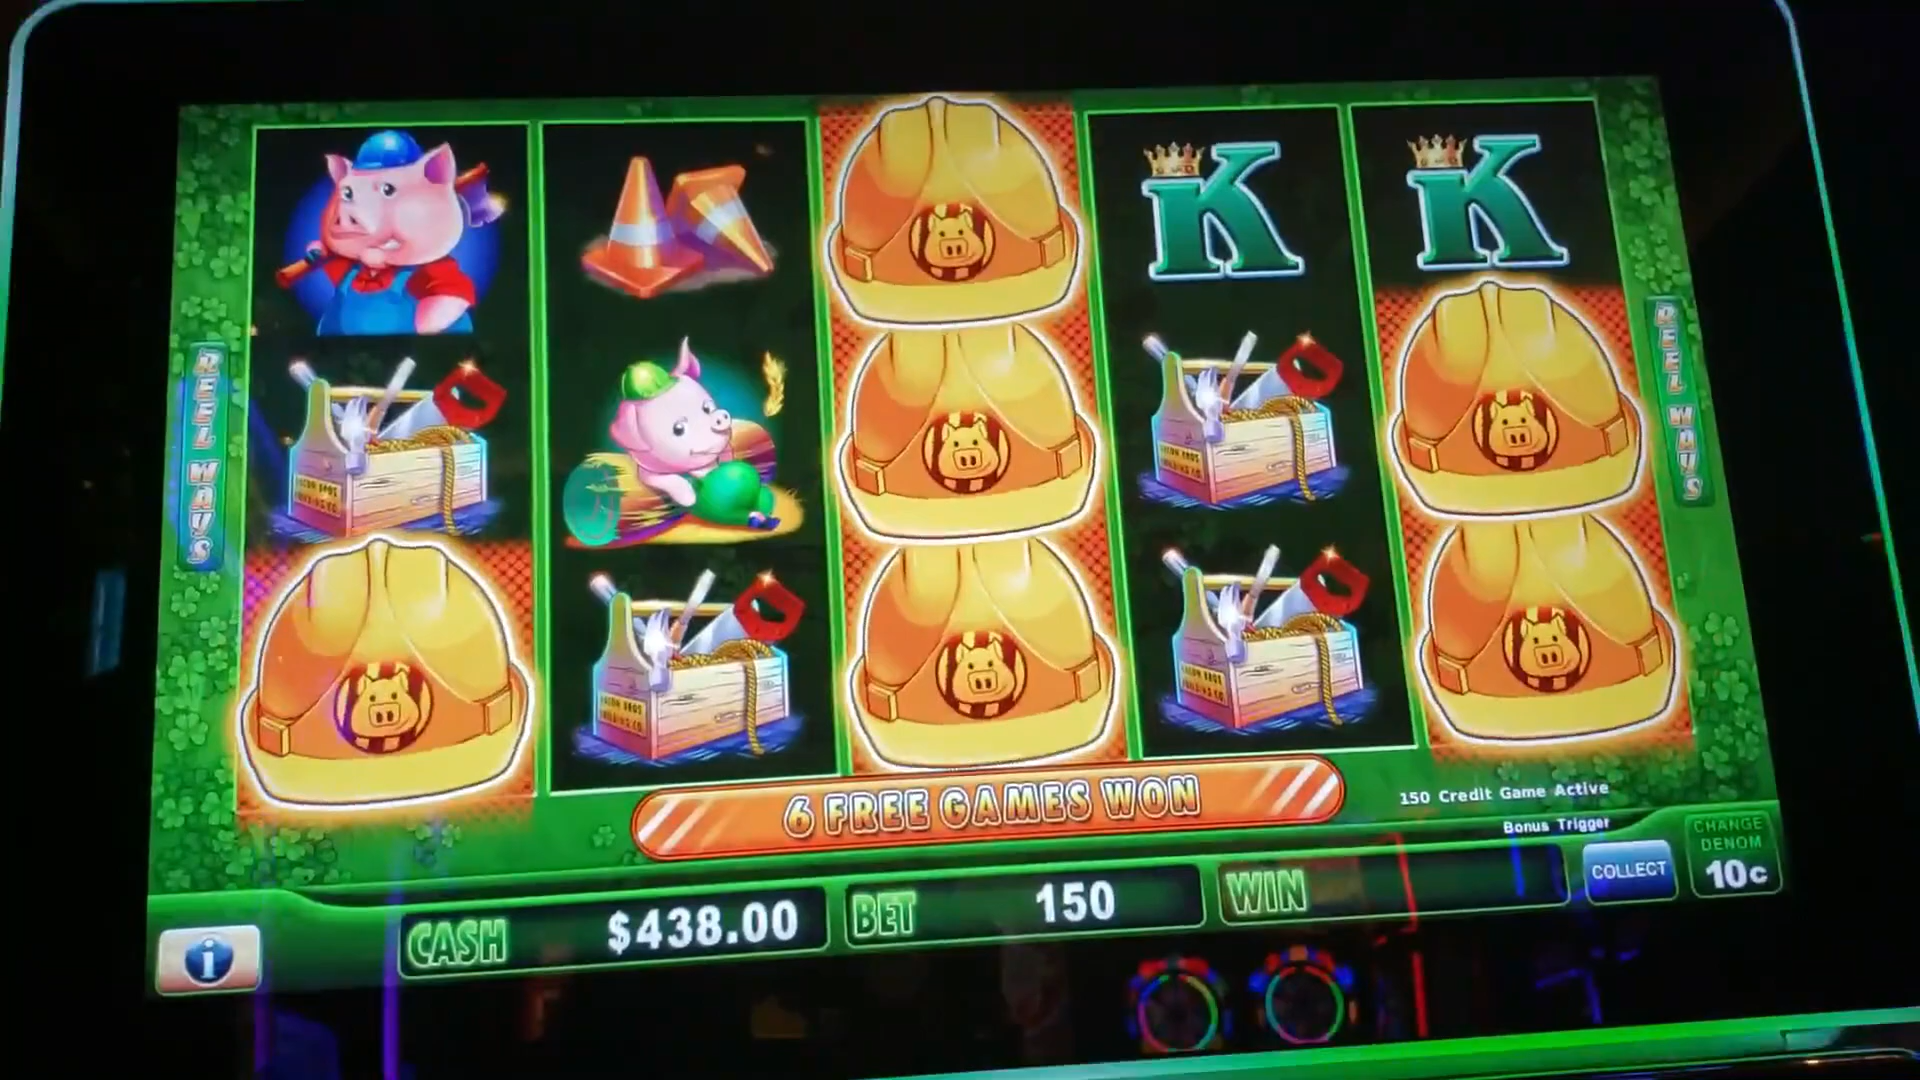 K
K
REEL WAYS
REEL WAYS
6 FREE GAMES WON
150 Credit Game Active
Bonus Trigger
CHANGE
DENOM
10c
COLLECT
CASH $438.00
BET 150
WIN
i